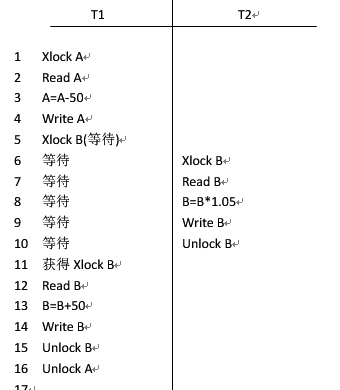 T1 T2
1 Xlock A↵
2 Read A↵
3 A=A-50↵
4 Write A↵
5 Xlock B(等待)↵
6 等待 Xlock B↵
7 等待 Read B↵
8 等待 B=B*1.05↵
9 等待 Write B↵
10 等待 Unlock B↵
11 获得 Xlock B↵
12 Read B↵
13 B=B+50↵
14 Write B↵
15 Unlock B↵
16 Unlock A↵
17↵